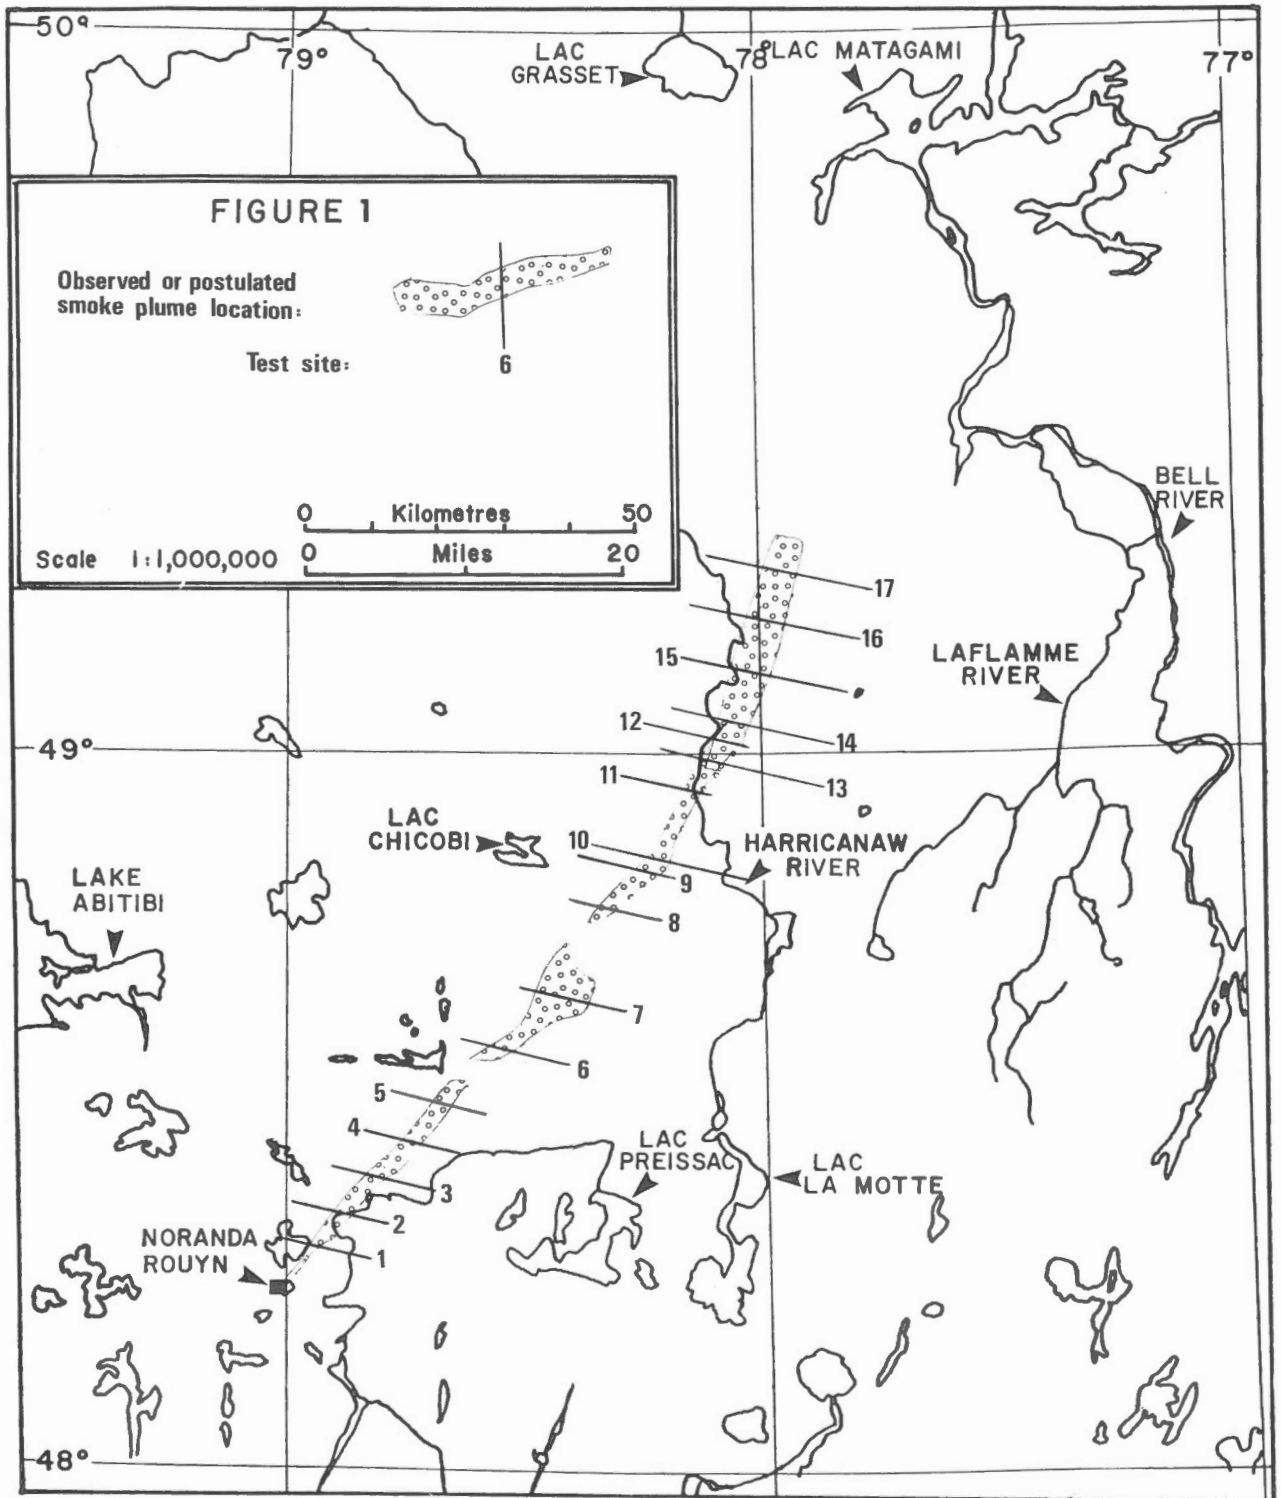 50°
79°
LAC
GRASSET
78°
LAC MATAGAMI
77°
FIGURE 1
Observed or postulated
smoke plume location:
Test site:
6
0 Kilometres 50
Scale 1:1,000,000
0 Miles 20
BELL
RIVER
17
16
15
LAFLAMME
RIVER
12
14
49°
11
13
LAC
CHICOBI
10
HARRICANAW
RIVER
9
LAKE
ABITIBI
8
7
6
5
4
LAC
PREISSAC
LAC
LA MOTTE
3
2
NORANDA
ROUYN
1
48°